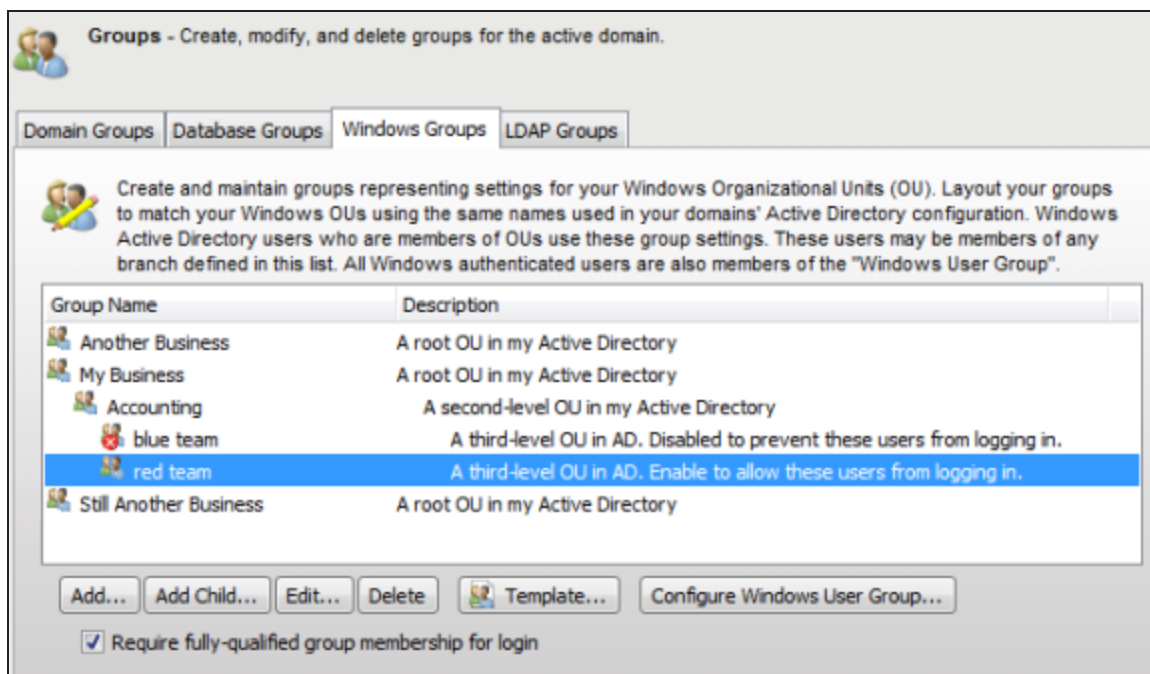 Groups - Create, modify, and delete groups for the active domain.
Domain Groups Database Groups Windows Groups LDAP Groups
Create and maintain groups representing settings for your Windows Organizational Units (OU). Layout your groups
to match your Windows OUs using the same names used in your domains' Active Directory configuration. Windows
Active Directory users who are members of OUs use these group settings. These users may be members of any
branch defined in this list. All Windows authenticated users are also members of the "Windows User Group".
Group Name Description
Another Business A root OU in my Active Directory
My Business A root OU in my Active Directory
Accounting A second-level OU in my Active Directory
blue team A third-level OU in AD. Disabled to prevent these users from logging in.
red team A third-level OU in AD. Enable to allow these users from logging in.
Still Another Business A root OU in my Active Directory
Add... Add Child... Edit... Delete Template... Configure Windows User Group...
Require fully-qualified group membership for login